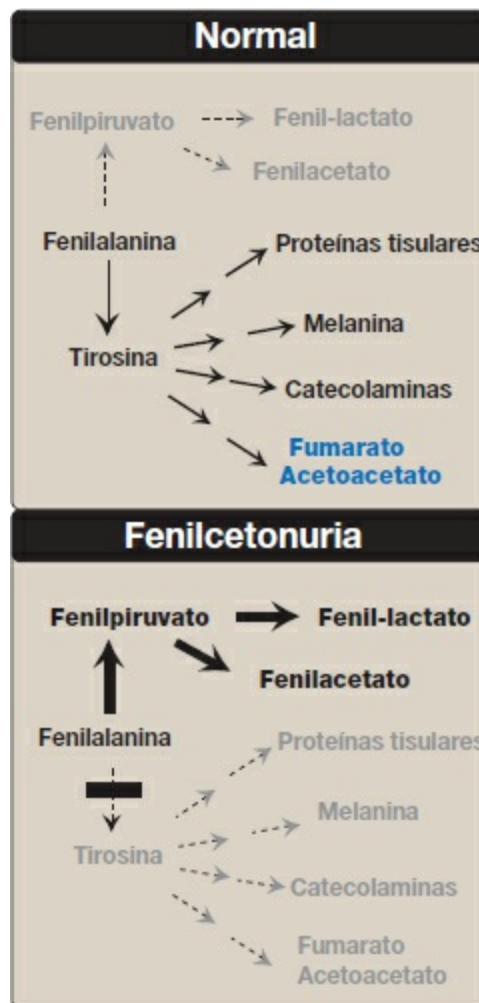 Normal
Fenilpiruvato
Fenil-lactato
Fenilacetato
Fenilalanina
Proteínas tisulares
Tirosina
Melanina
Catecolaminas
Fumarato
Acetoacetato
Fenilcetonuria
Fenilpiruvato
Fenil-lactato
Fenilacetato
Fenilalanina
Proteínas tisulares
Tirosina
Melanina
Catecolaminas
Fumarato
Acetoacetato